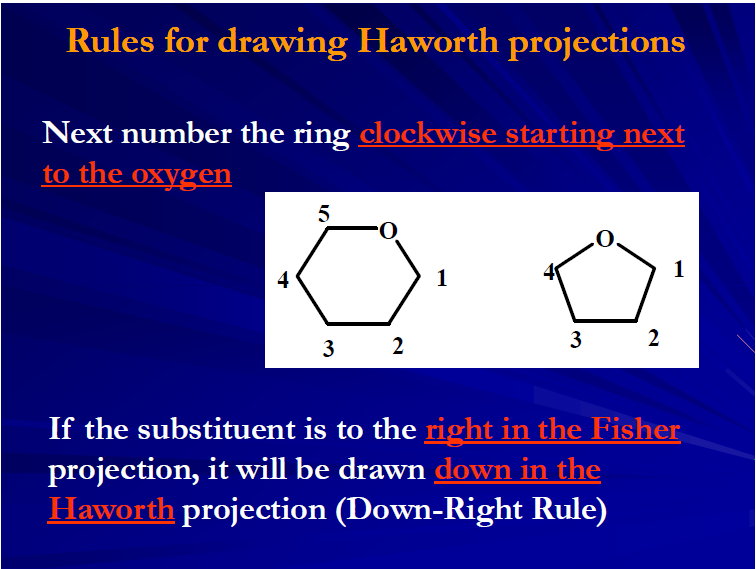 Rules for drawing Haworth projections
Next number the ring clockwise starting next
to the oxygen
5
O
4
1
3
2
O
4
1
3
2
If the substituent is to the right in the Fisher
projection, it will be drawn down in the
Haworth projection (Down-Right Rule)